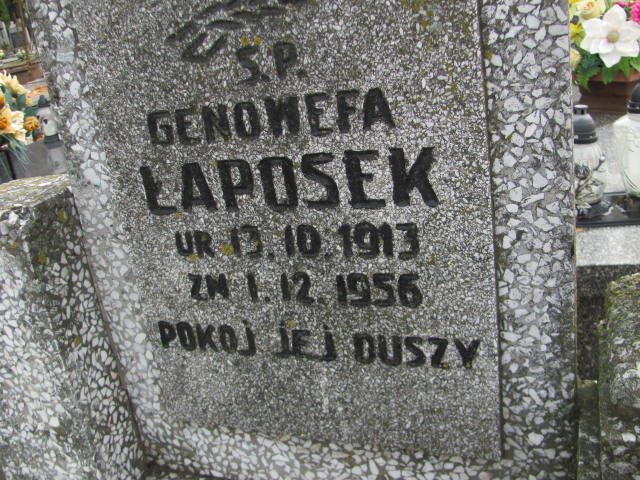 Ś.P.
GENOWEFA
ŁAPOSEK
UR 13.10.1913
ZM 1.12.1956
POKOJ JEJ DUSZY